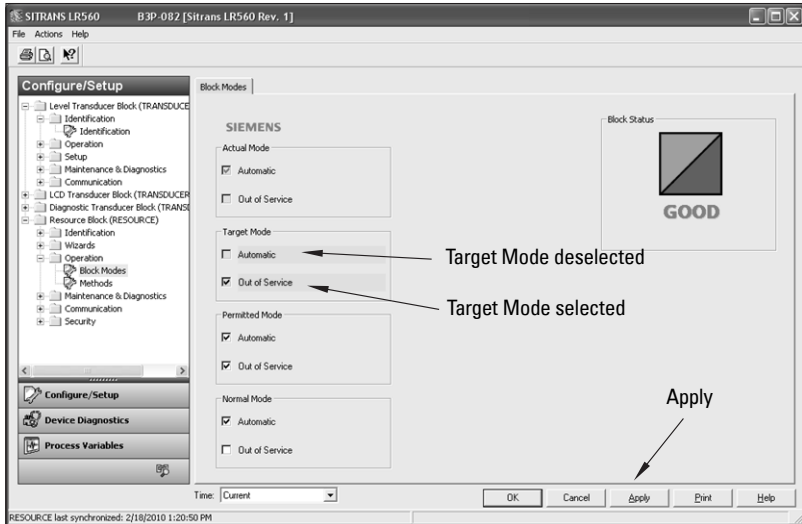 SITRANS LR560 B3P-082 [Sitrans LR560 Rev. 1]
File Actions Help
Configure/Setup
Level Transducer Block (TRANSDUCE
Identification
Identification
Operation
Setup
Maintenance & Diagnostics
Communication
LCD Transducer Block (TRANSDUCER
Diagnostic Transducer Block (TRANSD
Resource Block (RESOURCE)
Identification
Wizards
Operation
Block Modes
Methods
Maintenance & Diagnostics
Communication
Security
Configure/Setup
Device Diagnostics
Process Variables
Block Modes
SIEMENS
Actual Mode
Automatic
Out of Service
Target Mode
Automatic
Out of Service
Permitted Mode
Automatic
Out of Service
Normal Mode
Automatic
Out of Service
Block Status
GOOD
Target Mode deselected
Target Mode selected
Apply
Time: Current
OK Cancel Apply Print Help
RESOURCE last synchronized: 2/18/2010 1:20:50 PM